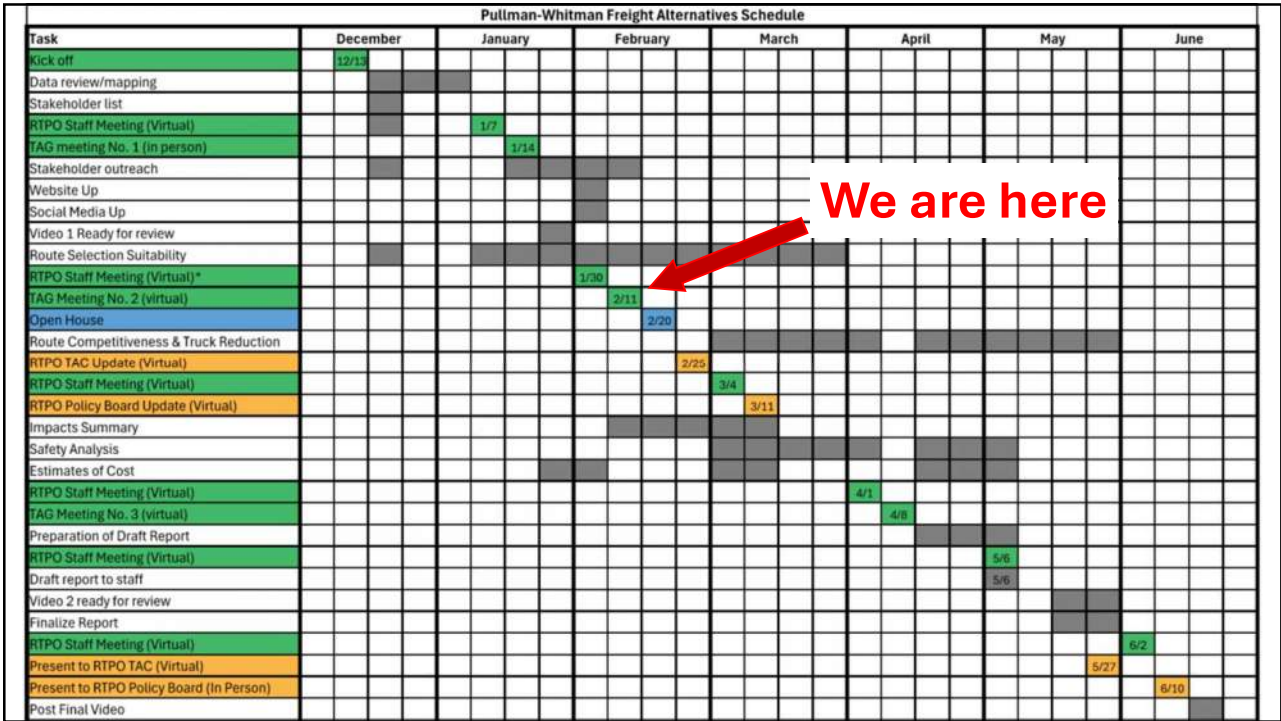 Pullman-Whitman Freight Alternatives Schedule
Task December January February March April May June
Kick off 12/13
Data review/mapping
Stakeholder list
RTPO Staff Meeting (Virtual) 1/7
TAG meeting No. 1 (in person) 1/14
Stakeholder outreach
Website Up
We are here
Social Media Up
Video 1 Ready for review
Route Selection Suitability
RTPO Staff Meeting (Virtual)* 1/30
TAG Meeting No. 2 (virtual) 2/11
Open House 2/20
Route Competitiveness & Truck Reduction
RTPO TAC Update (Virtual) 2/25
RTPO Staff Meeting (Virtual) 3/4
RTPO Policy Board Update (Virtual) 3/11
Impacts Summary
Safety Analysis
Estimates of Cost
RTPO Staff Meeting (Virtual) 4/1
TAG Meeting No. 3 (virtual) 4/8
Preparation of Draft Report
RTPO Staff Meeting (Virtual) 5/6
Draft report to staff 5/6
Video 2 ready for review
Finalize Report
RTPO Staff Meeting (Virtual) 6/2
Present to RTPO TAC (Virtual) 5/27
Present to RTPO Policy Board (In Person) 6/10
Post Final Video